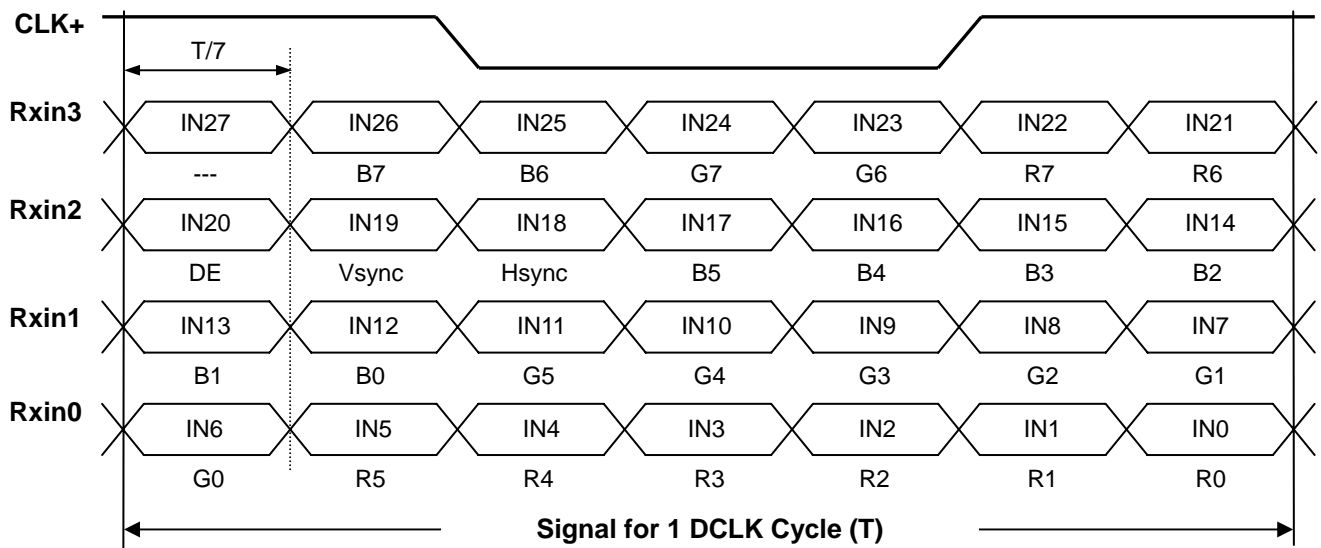 CLK+
T/7
Rxin3 IN27 IN26 IN25 IN24 IN23 IN22 IN21
--- B7 B6 G7 G6 R7 R6
Rxin2 IN20 IN19 IN18 IN17 IN16 IN15 IN14
DE Vsync Hsync B5 B4 B3 B2
Rxin1 IN13 IN12 IN11 IN10 IN9 IN8 IN7
B1 B0 G5 G4 G3 G2 G1
Rxin0 IN6 IN5 IN4 IN3 IN2 IN1 IN0
G0 R5 R4 R3 R2 R1 R0
Signal for 1 DCLK Cycle (T)